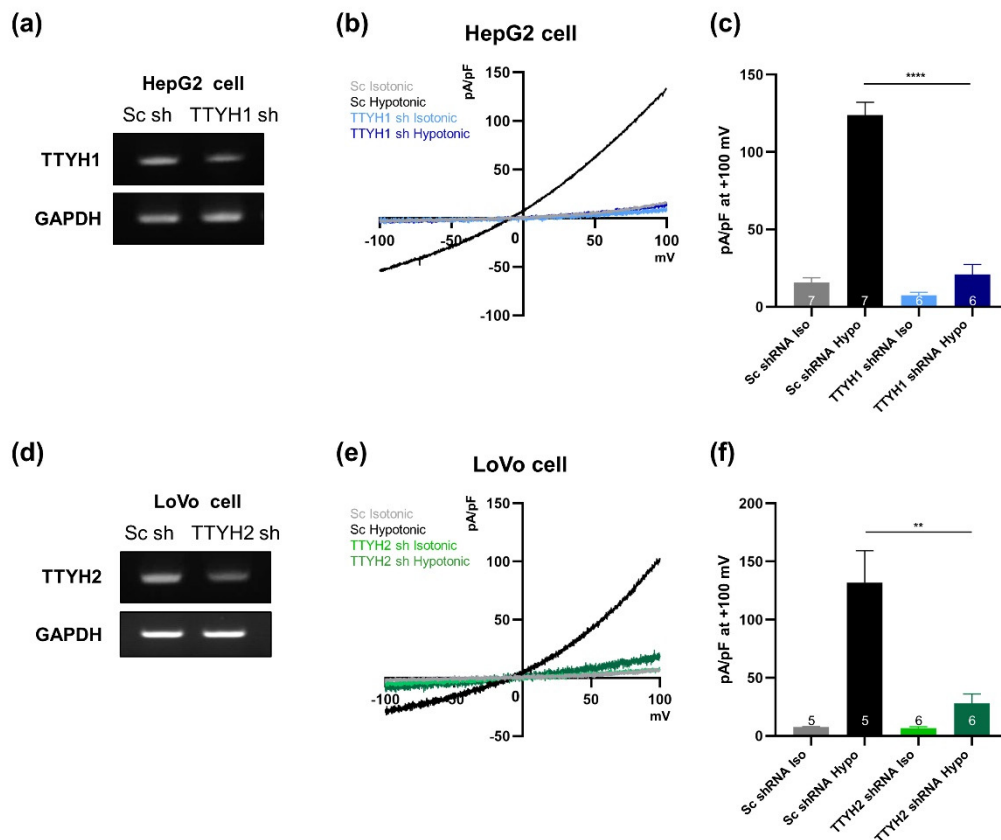 (a)
HepG2 cell
Sc sh TTYH1 sh
TTYH1
GAPDH
(b)
HepG2 cell
Sc Isotonic
Sc Hypotonic
TTYH1 sh Isotonic
TTYH1 sh Hypotonic
pA/pF
150
100
50
-100 -50 0 50 100
mV
-50
-100
(c)
****
pA/pF at +100 mV
150
100
50
0
7 7 6 6
Sc shRNA Iso
Sc shRNA Hypo
TTYH1 shRNA Iso
TTYH1 shRNA Hypo
(d)
LoVo cell
Sc sh TTYH2 sh
TTYH2
GAPDH
(e)
LoVo cell
Sc Isotonic
Sc Hypotonic
TTYH2 sh Isotonic
TTYH2 sh Hypotonic
pA/pF
150
100
50
-100 -50 0 50 100
mV
-50
(f)
**
pA/pF at +100 mV
200
150
100
50
0
5 5 6 6
Sc shRNA Iso
Sc shRNA Hypo
TTYH2 shRNA Iso
TTYH2 shRNA Hypo